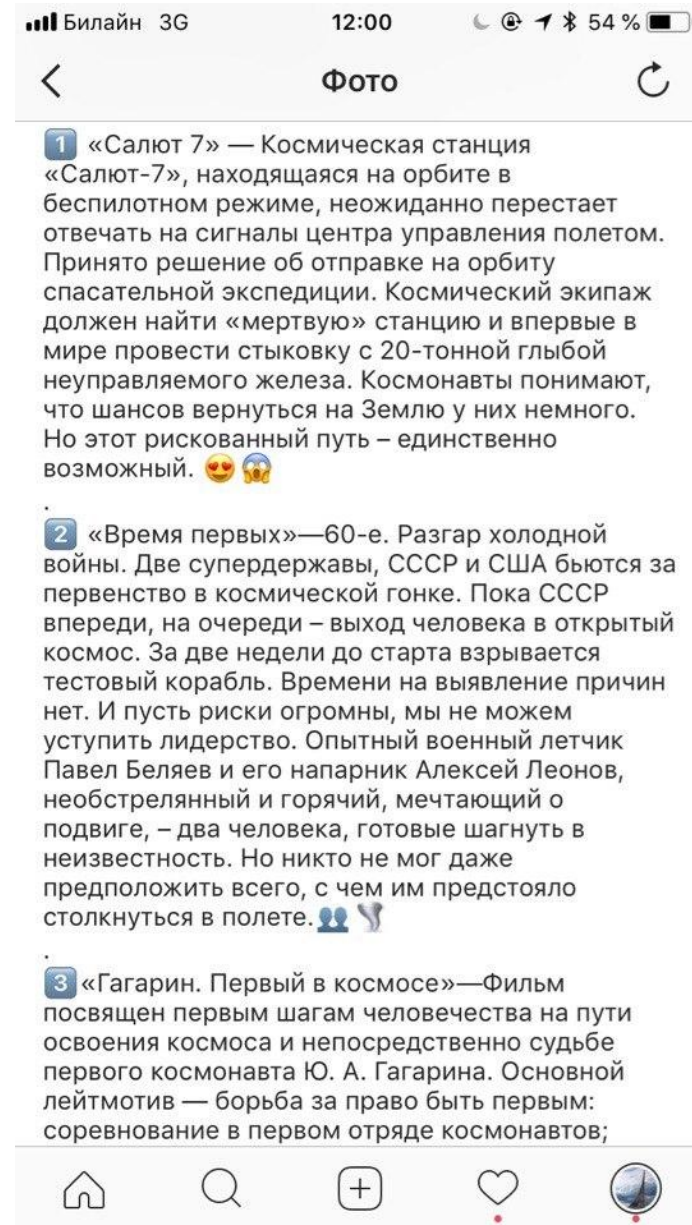 Билайн 3G 12:00 54 %
Фото
1 «Салют 7» — Космическая станция
«Салют-7», находящаяся на орбите в
беспилотном режиме, неожиданно перестает
отвечать на сигналы центра управления полетом.
Принято решение об отправке на орбиту
спасательной экспедиции. Космический экипаж
должен найти «мертвую» станцию и впервые в
мире провести стыковку с 20-тонной глыбой
неуправляемого железа. Космонавты понимают,
что шансов вернуться на Землю у них немного.
Но этот рискованный путь – единственно
возможный. 😍😱
.
2 «Время первых»—60-е. Разгар холодной
войны. Две супердержавы, СССР и США бьются за
первенство в космической гонке. Пока СССР
впереди, на очереди – выход человека в открытый
космос. За две недели до старта взрывается
тестовый корабль. Времени на выявление причин
нет. И пусть риски огромны, мы не можем
уступить лидерство. Опытный военный летчик
Павел Беляев и его напарник Алексей Леонов,
необстрелянный и горячий, мечтающий о
подвиге, – два человека, готовые шагнуть в
неизвестность. Но никто не мог даже
предположить всего, с чем им предстояло
столкнуться в полете.👥🌪
.
3 «Гагарин. Первый в космосе»—Фильм
посвящен первым шагам человечества на пути
освоения космоса и непосредственно судьбе
первого космонавта Ю. А. Гагарина. Основной
лейтмотив — борьба за право быть первым:
соревнование в первом отряде космонавтов;